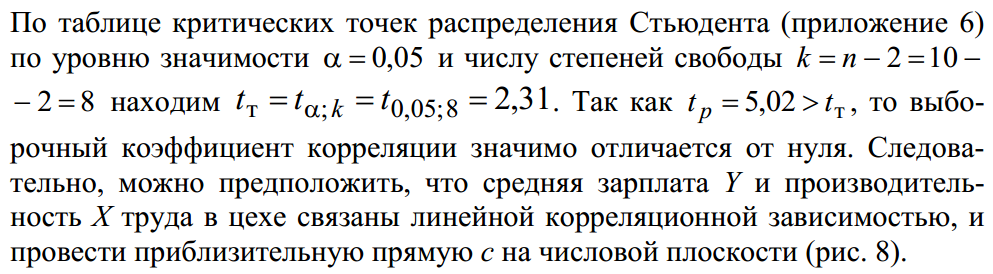 По таблице критических точек распределения Стьюдента (приложение 6)
по уровню значимости α = 0,05 и числу степеней свободы k = n − 2 = 10 −
− 2 = 8 находим tт = tα; k = t0,05; 8 = 2,31. Так как tp = 5,02 > tт, то выбо-
рочный коэффициент корреляции значимо отличается от нуля. Следова-
тельно, можно предположить, что средняя зарплата Y и производитель-
ность X труда в цехе связаны линейной корреляционной зависимостью, и
провести приблизительную прямую c на числовой плоскости (рис. 8).